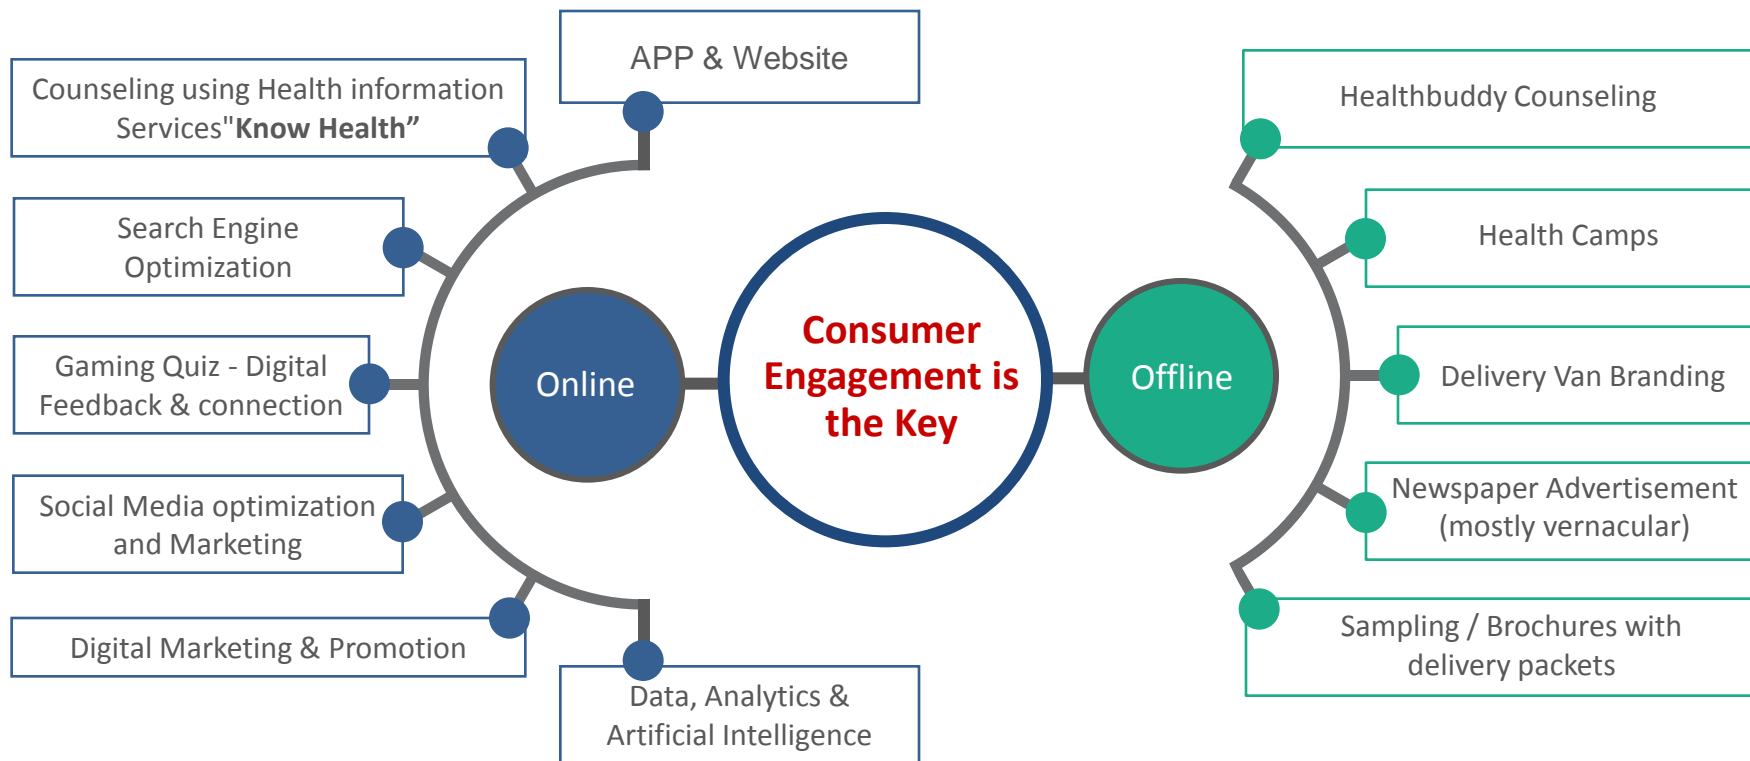 APP & Website
Counseling using Health information
Services"Know Health”
Search Engine
Optimization
Gaming Quiz - Digital
Feedback & connection
Social Media optimization
and Marketing
Digital Marketing & Promotion
Data, Analytics &
Artificial Intelligence
Online
Consumer
Engagement is
the Key
Offline
Healthbuddy Counseling
Health Camps
Delivery Van Branding
Newspaper Advertisement
(mostly vernacular)
Sampling / Brochures with
delivery packets